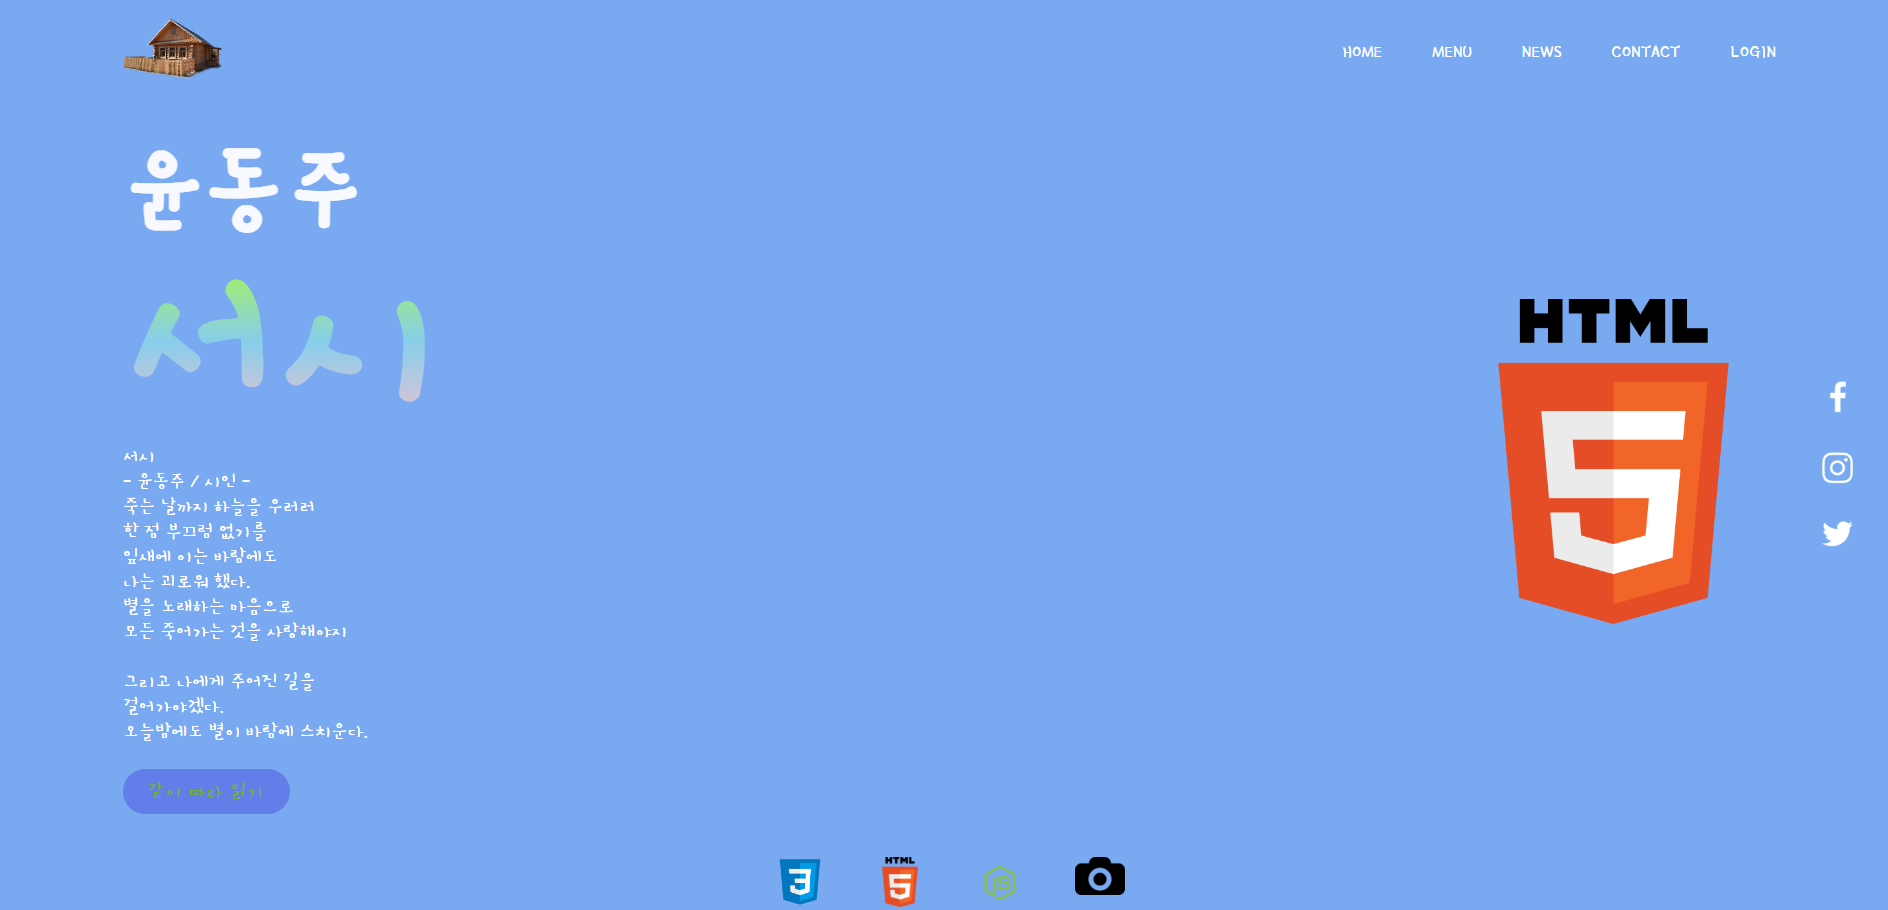 HOME MENU NEWS CONTACT LOGIN
윤동주
서시
서시
- 윤동주 / 시인 -
죽는 날까지 하늘을 우러러
한 점 부끄럼 없기를
잎새에 이는 바람에도
나는 괴로워 했다.
별을 노래하는 마음으로
모든 죽어가는 것을 사랑해야지
그리고 나에게 주어진 길을
걸어가야겠다.
오늘밤에도 별이 바람에 스치운다.
같이 따라 읽기
HTML
5
3
HTML
5
JS